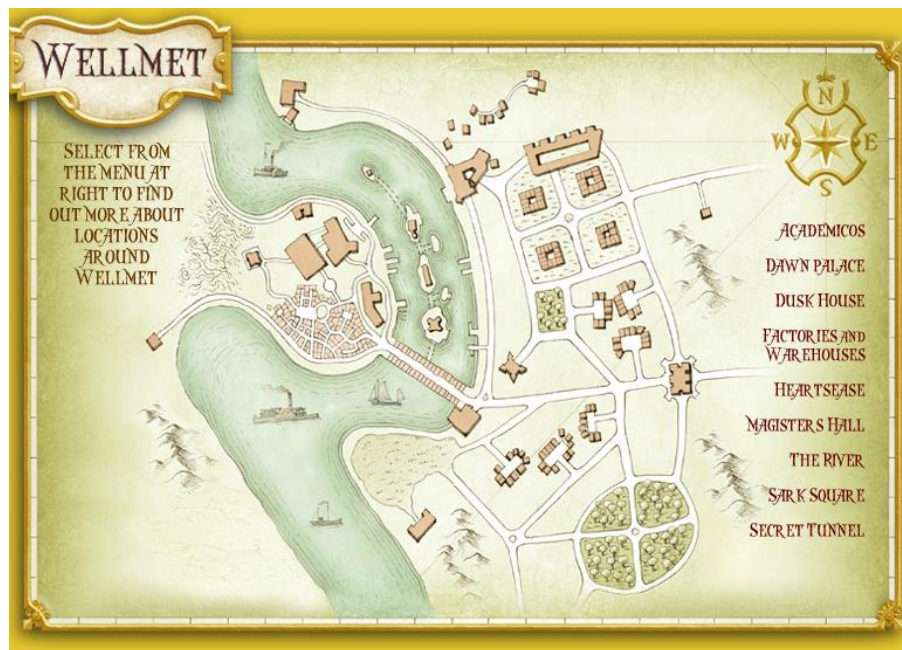 WELLMET
SELECT FROM
THE MENU AT
RIGHT TO FIND
OUT MORE ABOUT
LOCATIONS
AROUND
WELLMET
N
W E
S
ACADEMICOS
DAWN PALACE
DUSK HOUSE
FACTORIES AND
WAREHOUSES
HEARTSEASE
MAGISTERS HALL
THE RIVER
SARK SQUARE
SECRET TUNNEL